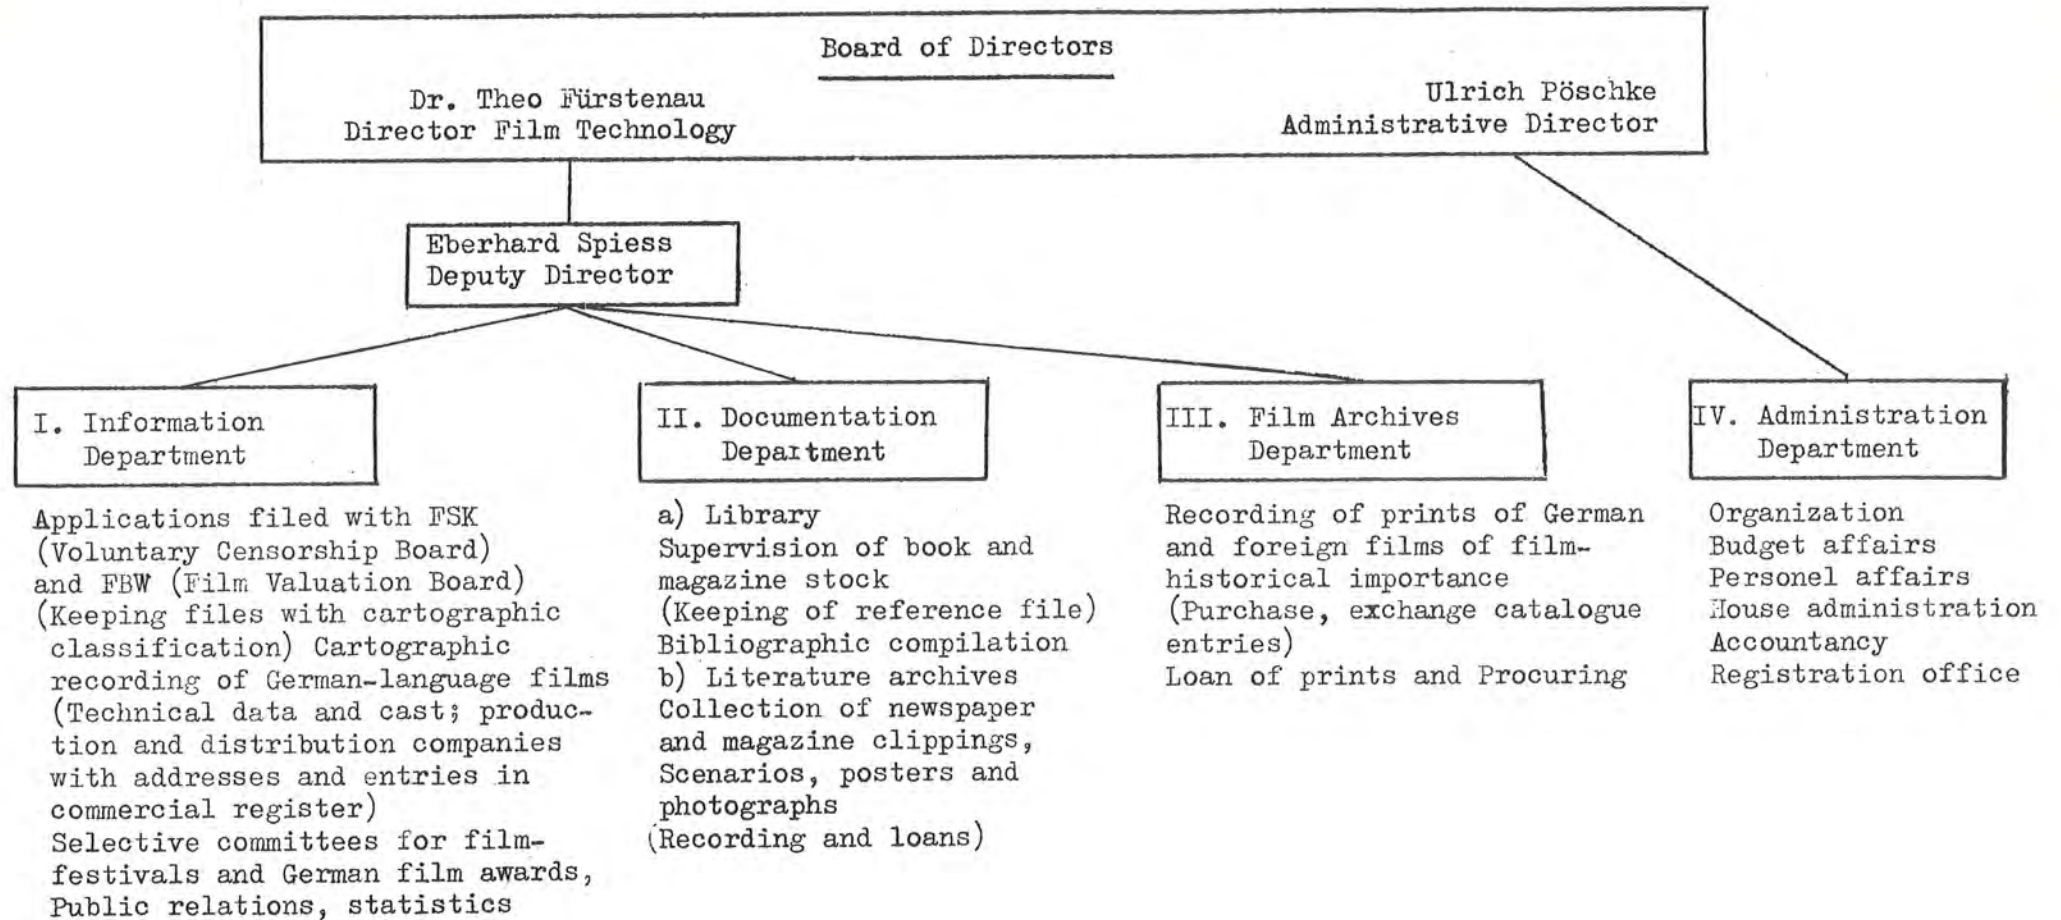 Board of Directors
Dr. Theo Fürstenau
Director Film Technology
Ulrich Pöschke
Administrative Director
Eberhard Spiess
Deputy Director
I. Information
Department
Applications filed with FSK
(Voluntary Censorship Board)
and FBW (Film Valuation Board)
(Keeping files with cartographic
classification) Cartographic
recording of German-language films
(Technical data and cast; produc-
tion and distribution companies
with addresses and entries in
commercial register)
Selective committees for film-
festivals and German film awards,
Public relations, statistics
II. Documentation
Department
a) Library
Supervision of book and
magazine stock
(Keeping of reference file)
Bibliographic compilation
b) Literature archives
Collection of newspaper
and magazine clippings,
Scenarios, posters and
photographs
(Recording and loans)
III. Film Archives
Department
Recording of prints of German
and foreign films of film-
historical importance
(Purchase, exchange catalogue
entries)
Loan of prints and Procuring
IV. Administration
Department
Organization
Budget affairs
Personel affairs
House administration
Accountancy
Registration office